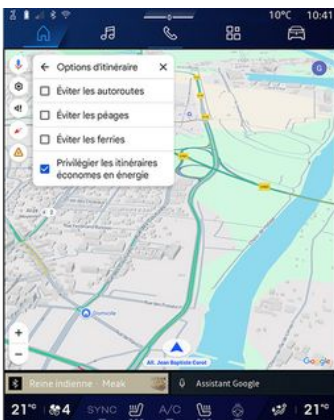 10°C 10:41
← Options d'itinéraire ×
G
Éviter les autoroutes
Éviter les péages
Éviter les ferries
Privilégier les itinéraires
économes en énergie
Domicile
All. Jean Baptiste Corot
+
−
Google
Reine indienne Meak
Assistant Google
21°C 4 SYNC A/C 21°C